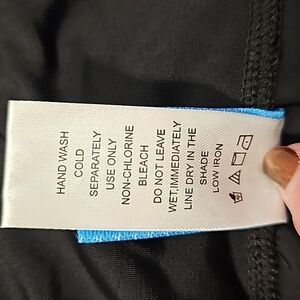 HAND WASH
COLD
SEPARATELY
USE ONLY
NON-CHLORINE
BLEACH
DO NOT LEAVE
WET,IMMEDIATELY
LINE DRY IN THE
SHADE
LOW IRON